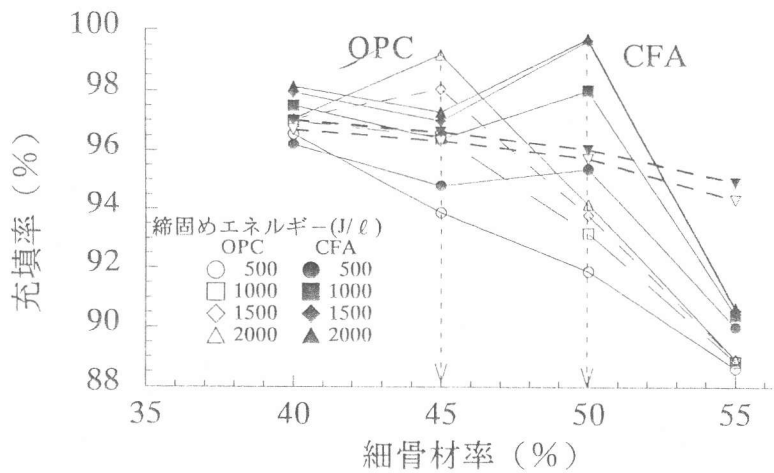 OPC
CFA
100
98
96
94
92
90
88
充填率 (%)
締固めエネルギー(J/ℓ)
OPC CFA
○ 500 ● 500
□ 1000 ■ 1000
◇ 1500 ◆ 1500
△ 2000 ▲ 2000
35 40 45 50 55
細骨材率 (%)